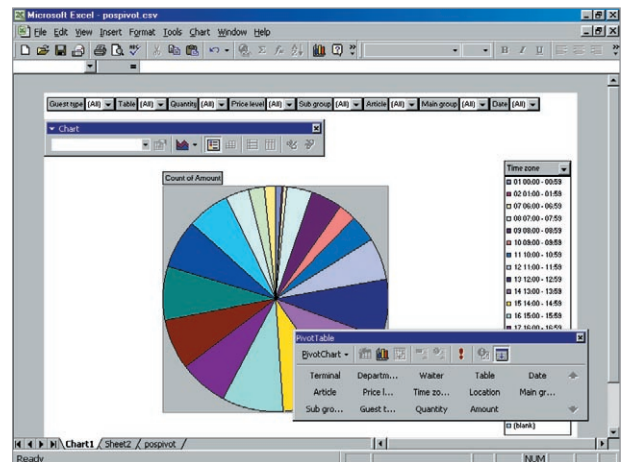 Microsoft Excel - pospivot.csv
File Edit View Insert Format Tools Chart Window Help
Guest type (All) Table (All) Quantity (All) Price level (All) Sub group (All) Article (All) Main group (All) Date (All)
Chart
Count of Amount
Time zone
01 00:00 - 00:59
02 01:00 - 01:59
07 06:00 - 06:59
08 07:00 - 07:59
09 08:00 - 08:59
10 09:00 - 09:59
11 10:00 - 10:59
12 11:00 - 11:59
13 12:00 - 12:59
14 13:00 - 13:59
15 14:00 - 14:59
16 15:00 - 15:59
17 16:00 - 16:59
PivotTable
PivotChart
Terminal Departm... Waiter Table Date
Article Price l... Time zo... Location Main gr...
Sub gro... Guest t... Quantity Amount
(blank)
Chart1 Sheet2 pospivot
Ready NUM